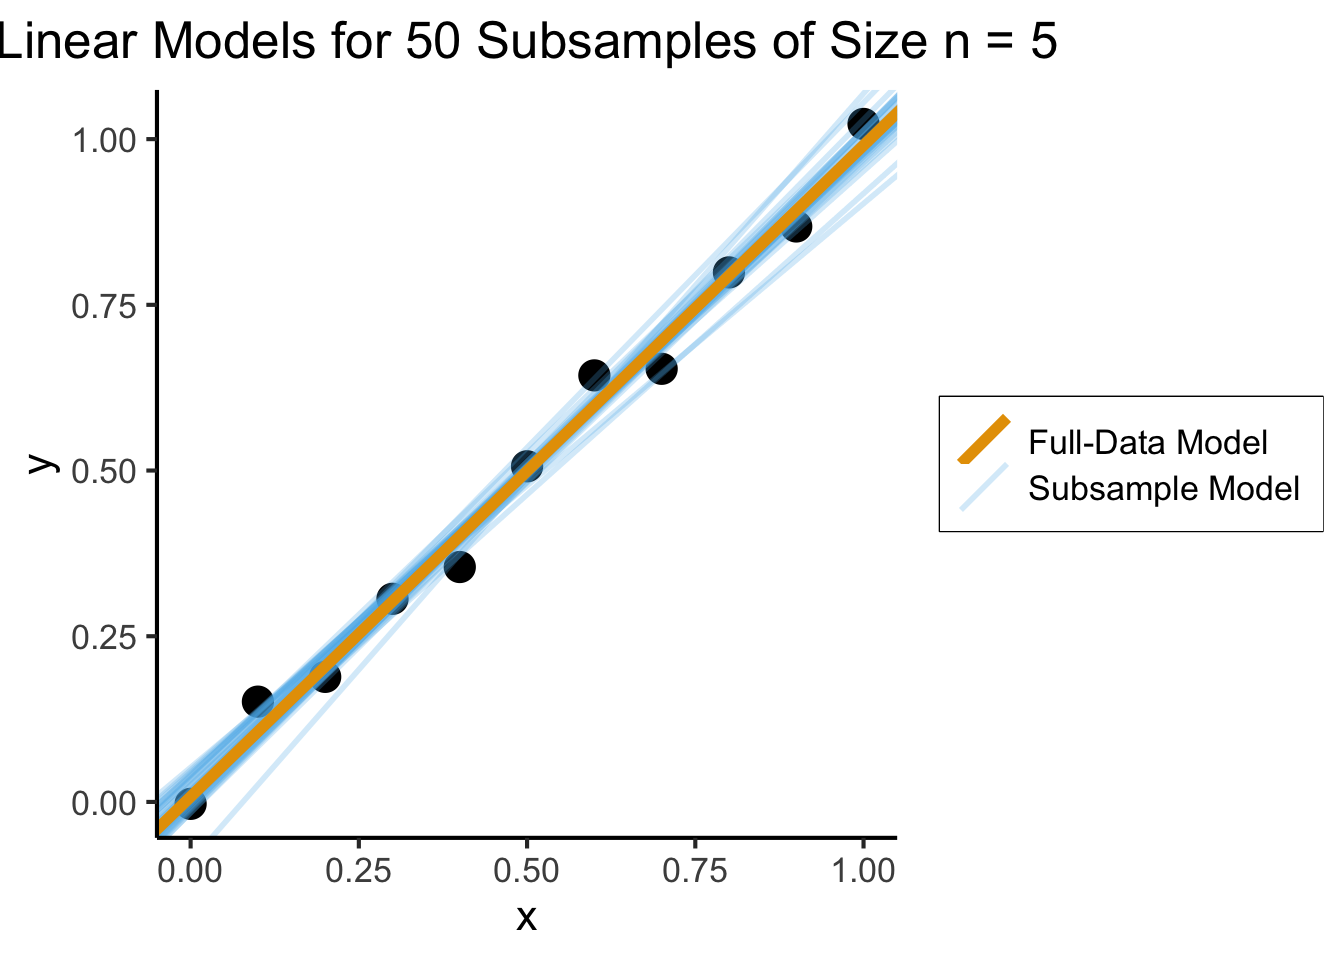 Linear Models for 50 Subsamples of Size n = 5
1.00
0.75
0.50
0.25
0.00
y
0.00 0.25 0.50 0.75 1.00
x
Full-Data Model
Subsample Model